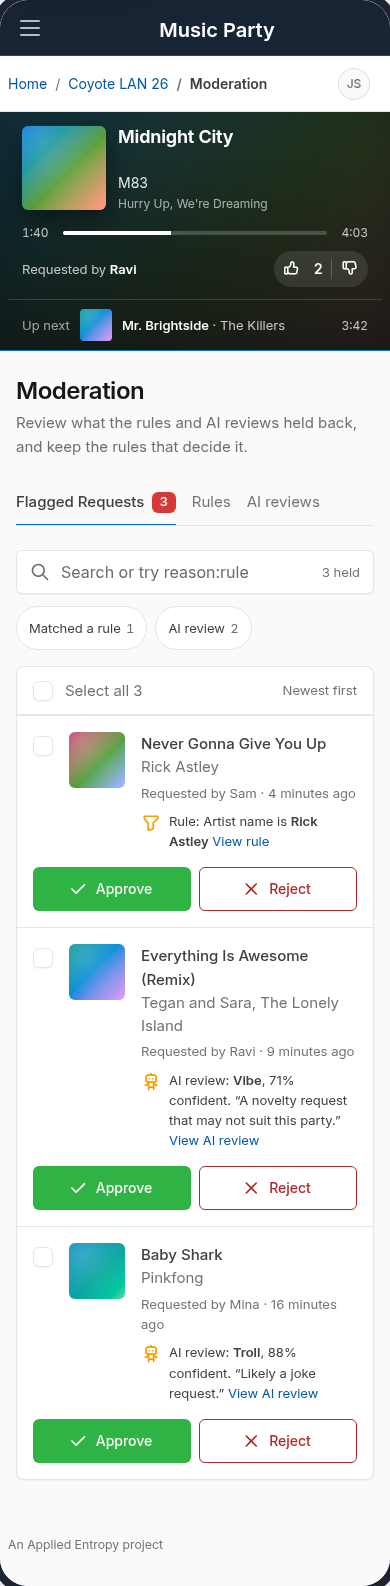 Music Party
Home / Coyote LAN 26 / Moderation
JS
Midnight City
M83
Hurry Up, We're Dreaming
1:40 4:03
Requested by Ravi 2
Up next Mr. Brightside · The Killers 3:42
Moderation
Review what the rules and AI reviews held back,
and keep the rules that decide it.
Flagged Requests 3 Rules AI reviews
Search or try reason:rule 3 held
Matched a rule 1 AI review 2
Select all 3 Newest first
Never Gonna Give You Up
Rick Astley
Requested by Sam · 4 minutes ago
Rule: Artist name is Rick
Astley View rule
Approve Reject
Everything Is Awesome
(Remix)
Tegan and Sara, The Lonely
Island
Requested by Ravi · 9 minutes ago
AI review: Vibe, 71%
confident. “A novelty request
that may not suit this party.”
View AI review
Approve Reject
Baby Shark
Pinkfong
Requested by Mina · 16 minutes
ago
AI review: Troll, 88%
confident. “Likely a joke
request.” View AI review
Approve Reject
An Applied Entropy project